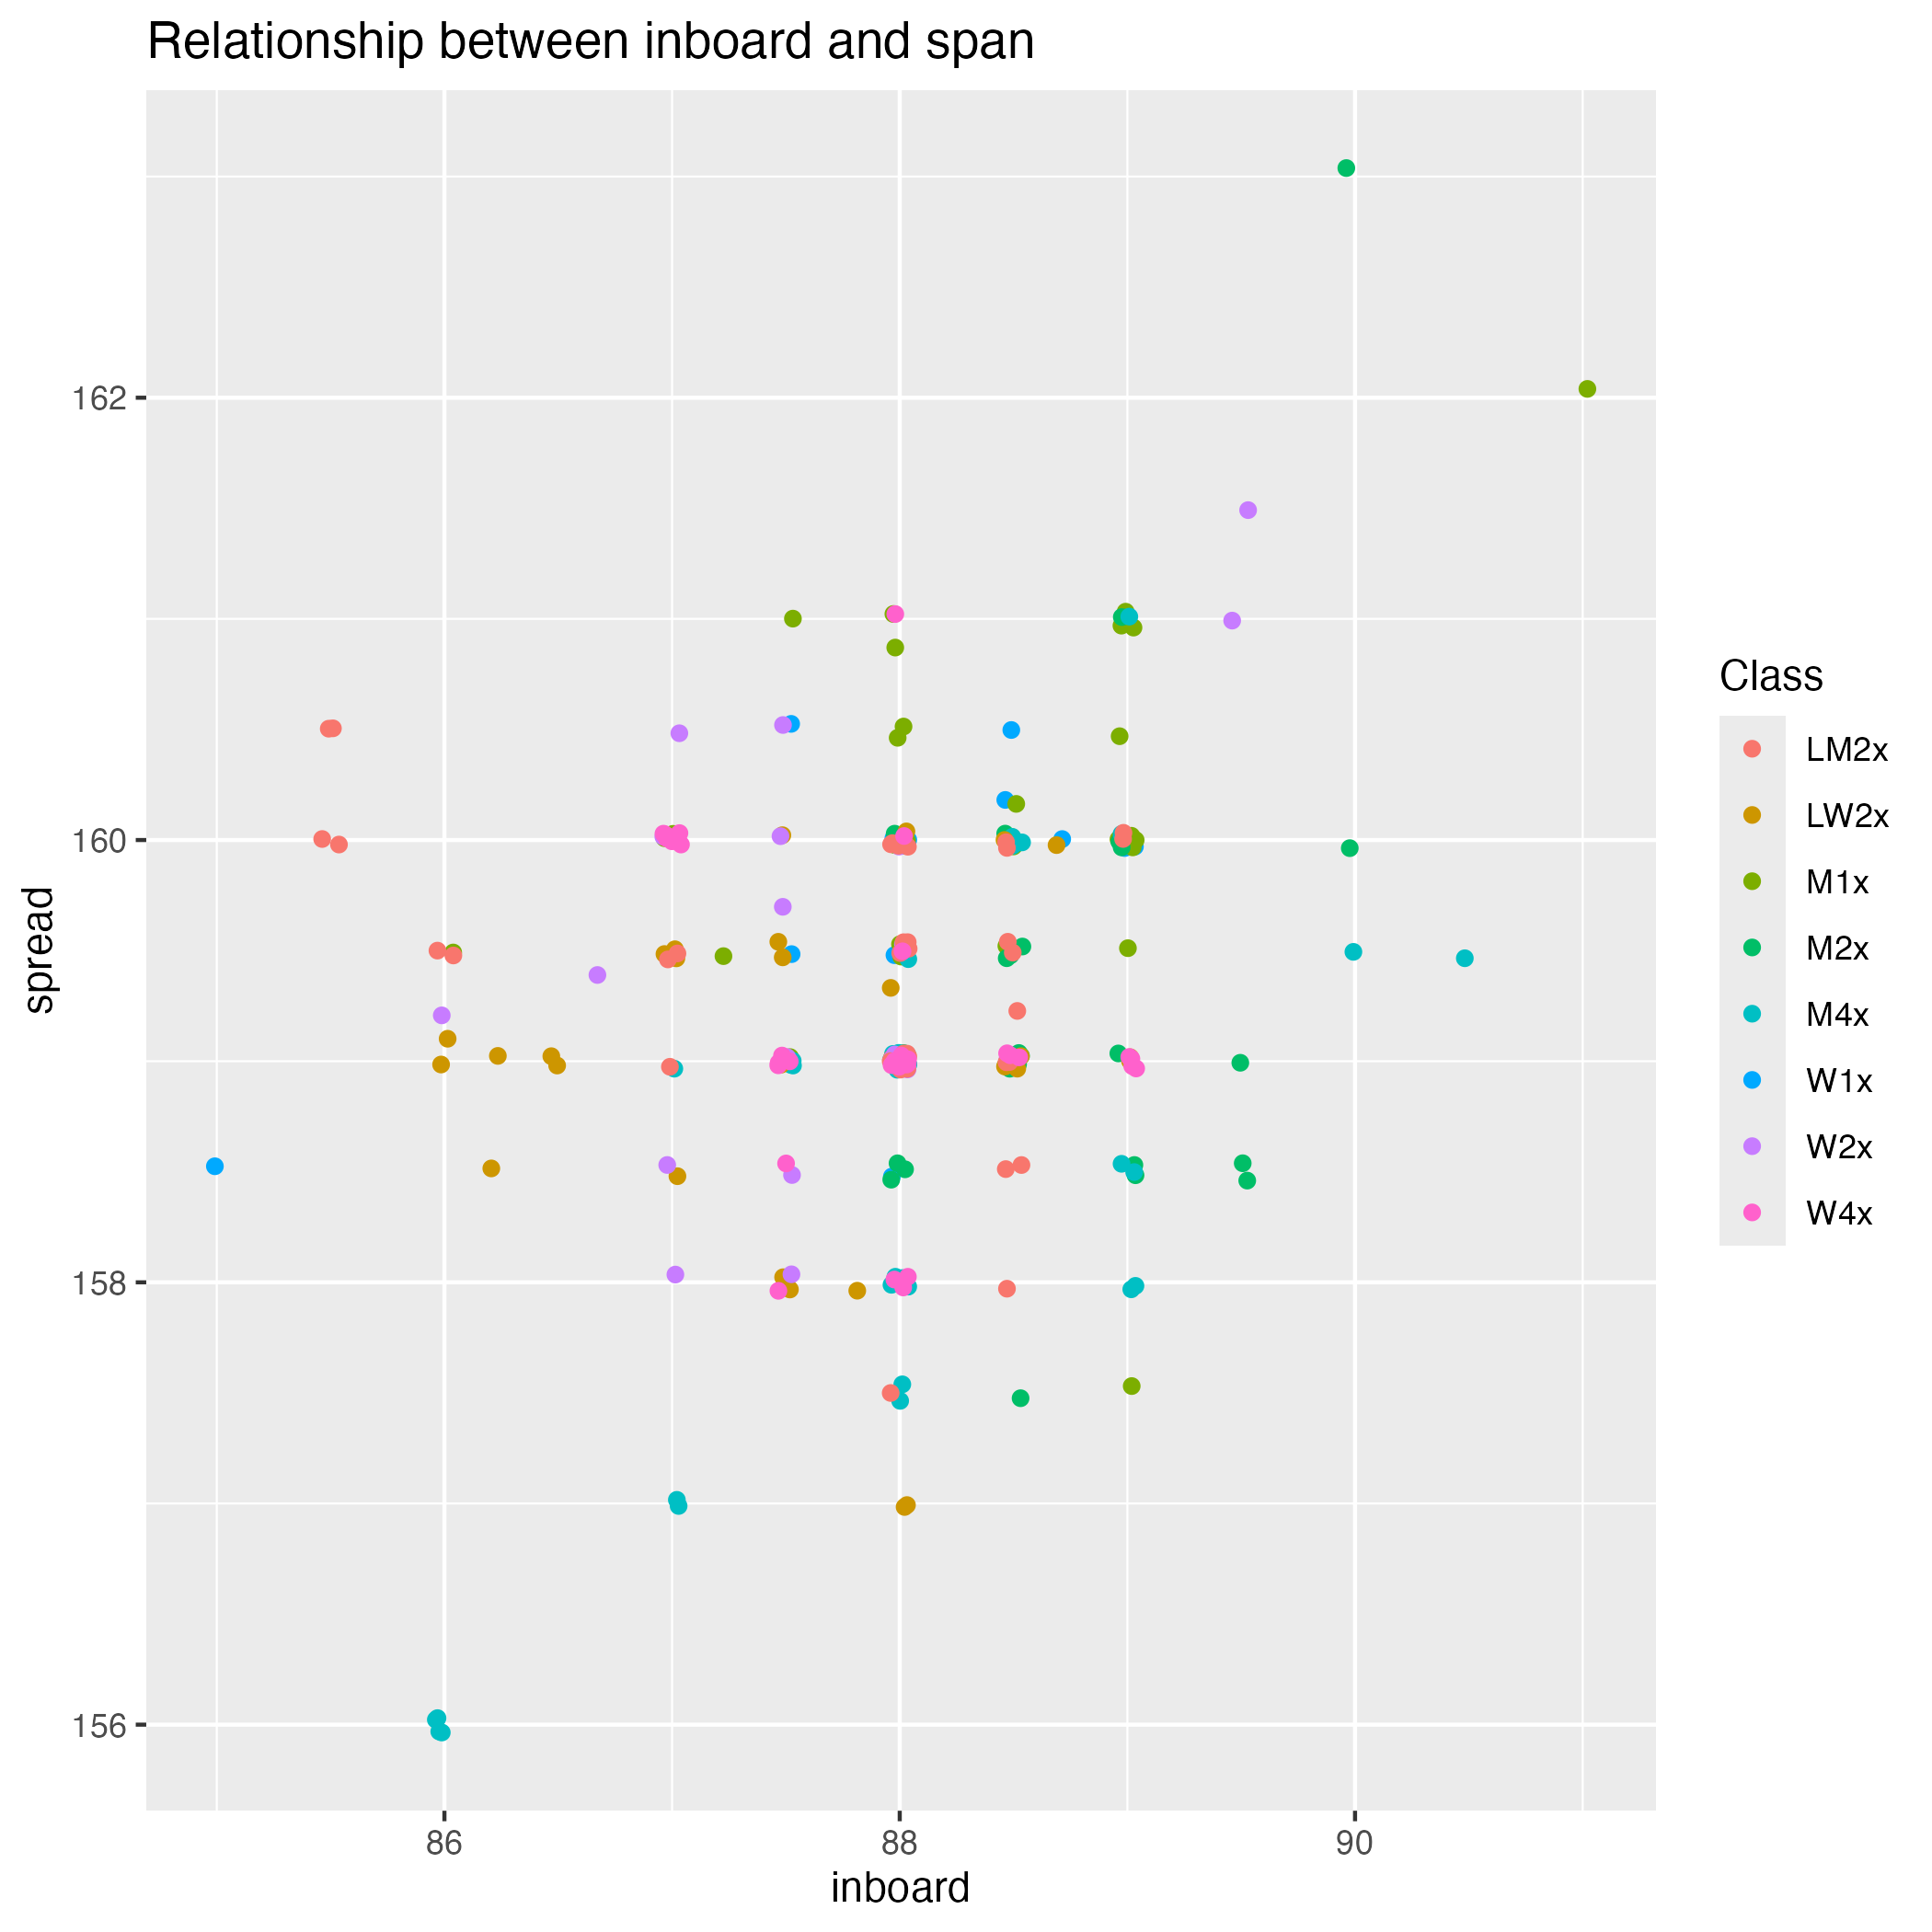 Relationship between inboard and span
162
160
158
156
spread
86
88
90
inboard
Class
LM2x
LW2x
M1x
M2x
M4x
W1x
W2x
W4x